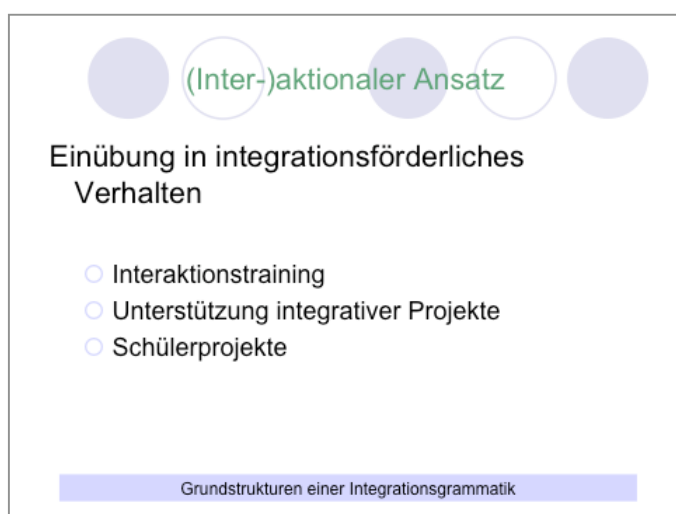 (Inter-)aktionaler Ansatz
Einübung in integrationsförderliches
Verhalten
Interaktionstraining
Unterstützung integrativer Projekte
Schülerprojekte
Grundstrukturen einer Integrationsgrammatik